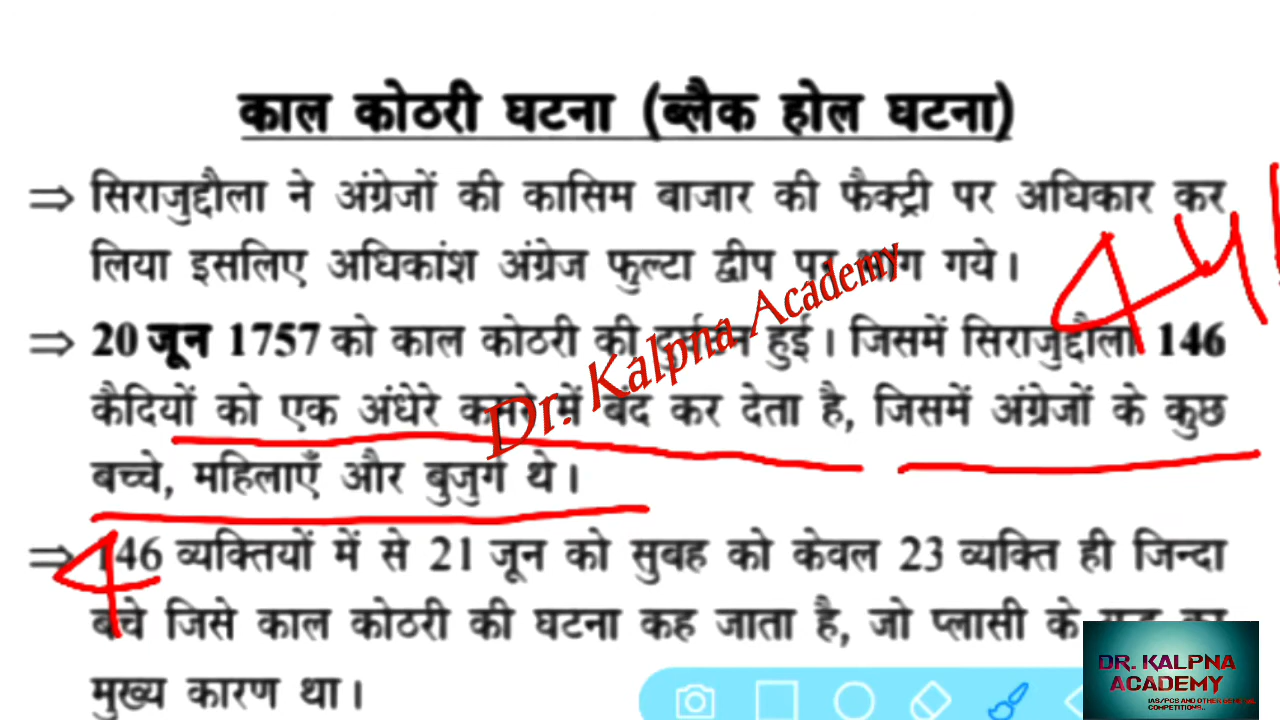 काल कोठरी घटना (ब्लैक होल घटना)
⇒ सिराजुद्दौला ने अंग्रेजों की कासिम बाजार की फैक्ट्री पर अधिकार कर
लिया इसलिए अधिकांश अंग्रेज फुल्टा द्वीप पर भाग गये।
⇒ 20 जून 1757 को काल कोठरी की हुई। जिसमें सिराजुद्दौला 146
कैदियों को एक अंधेरे कमरे में बंद कर देता है, जिसमें अंग्रेजों के कुछ
बच्चे, महिलाएँ और बुजुर्ग थे।
⇒ 146 व्यक्तियों में से 21 जून को सुबह को केवल 23 व्यक्ति ही जिन्दा
बचे जिसे काल कोठरी की घटना कह जाता है, जो प्लासी के
मुख्य कारण था।
Dr. Kalpna Academy
DR. KALPNA
ACADEMY